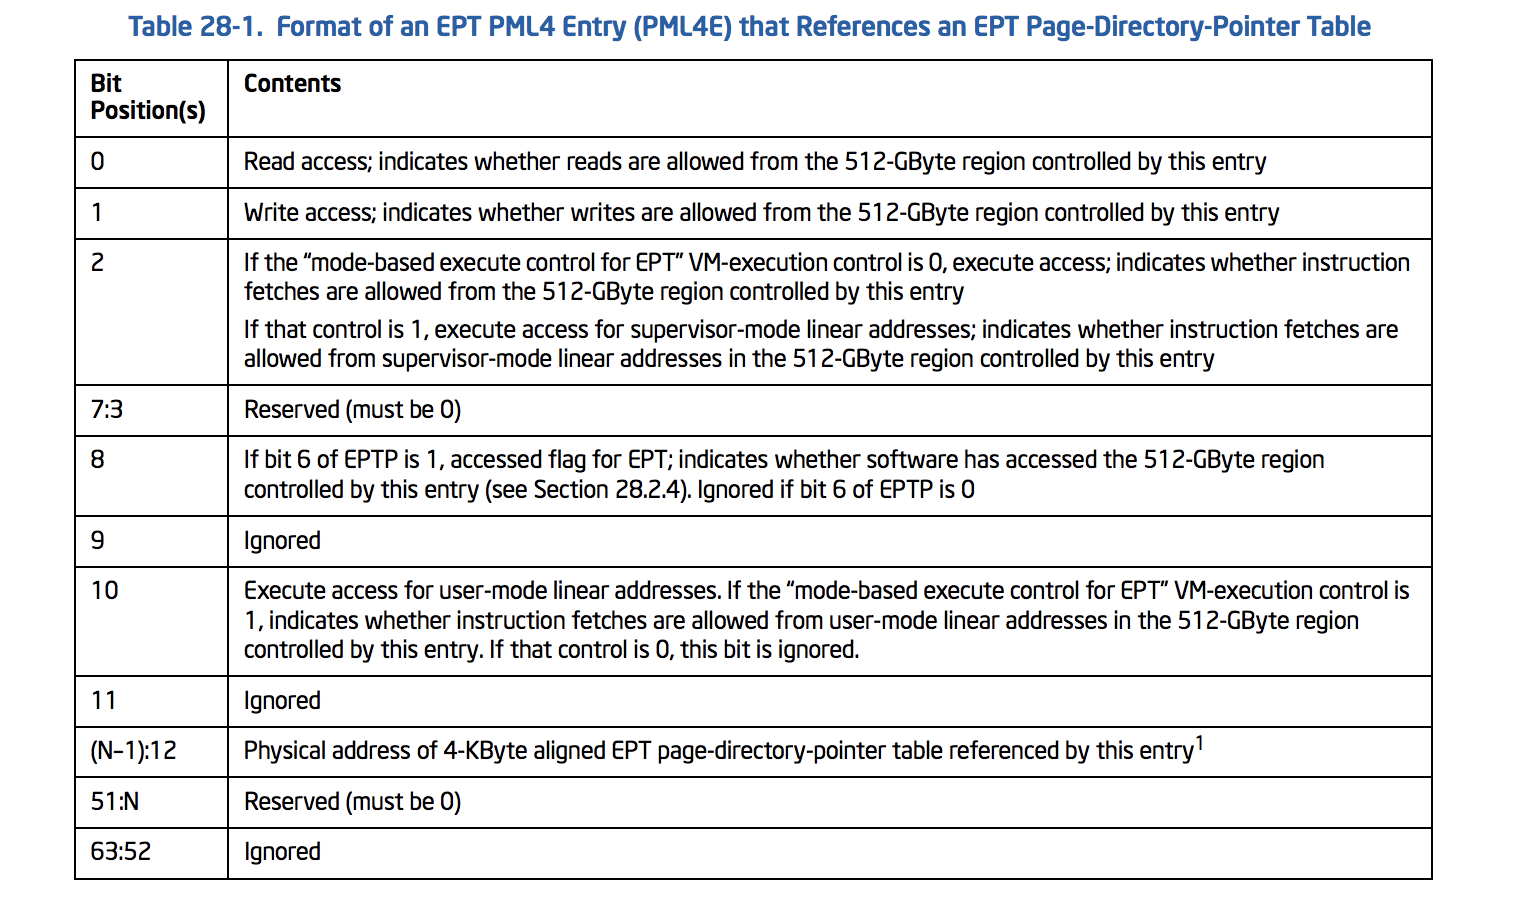 Table 28-1. Format of an EPT PML4 Entry (PML4E) that References an EPT Page-Directory-Pointer Table
Bit
Position(s)
Contents
0
Read access; indicates whether reads are allowed from the 512-GByte region controlled by this entry
1
Write access; indicates whether writes are allowed from the 512-GByte region controlled by this entry
2
If the “mode-based execute control for EPT” VM-execution control is 0, execute access; indicates whether instruction
fetches are allowed from the 512-GByte region controlled by this entry
If that control is 1, execute access for supervisor-mode linear addresses; indicates whether instruction fetches are
allowed from supervisor-mode linear addresses in the 512-GByte region controlled by this entry
7:3
Reserved (must be 0)
8
If bit 6 of EPTP is 1, accessed flag for EPT; indicates whether software has accessed the 512-GByte region
controlled by this entry (see Section 28.2.4). Ignored if bit 6 of EPTP is 0
9
Ignored
10
Execute access for user-mode linear addresses. If the “mode-based execute control for EPT” VM-execution control is
1, indicates whether instruction fetches are allowed from user-mode linear addresses in the 512-GByte region
controlled by this entry. If that control is 0, this bit is ignored.
11
Ignored
(N–1):12
Physical address of 4-KByte aligned EPT page-directory-pointer table referenced by this entry1
51:N
Reserved (must be 0)
63:52
Ignored